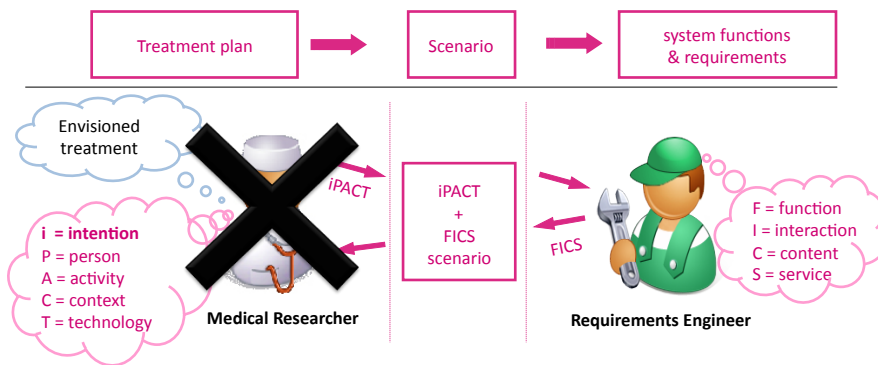 Treatment plan
Scenario
system functions
& requirements
Envisioned
treatment
iPACT
i = intention
P = person
A = activity
C = context
T = technology
Medical Researcher
iPACT
+
FICS
scenario
FICS
F = function
I = interaction
C = content
S = service
Requirements Engineer